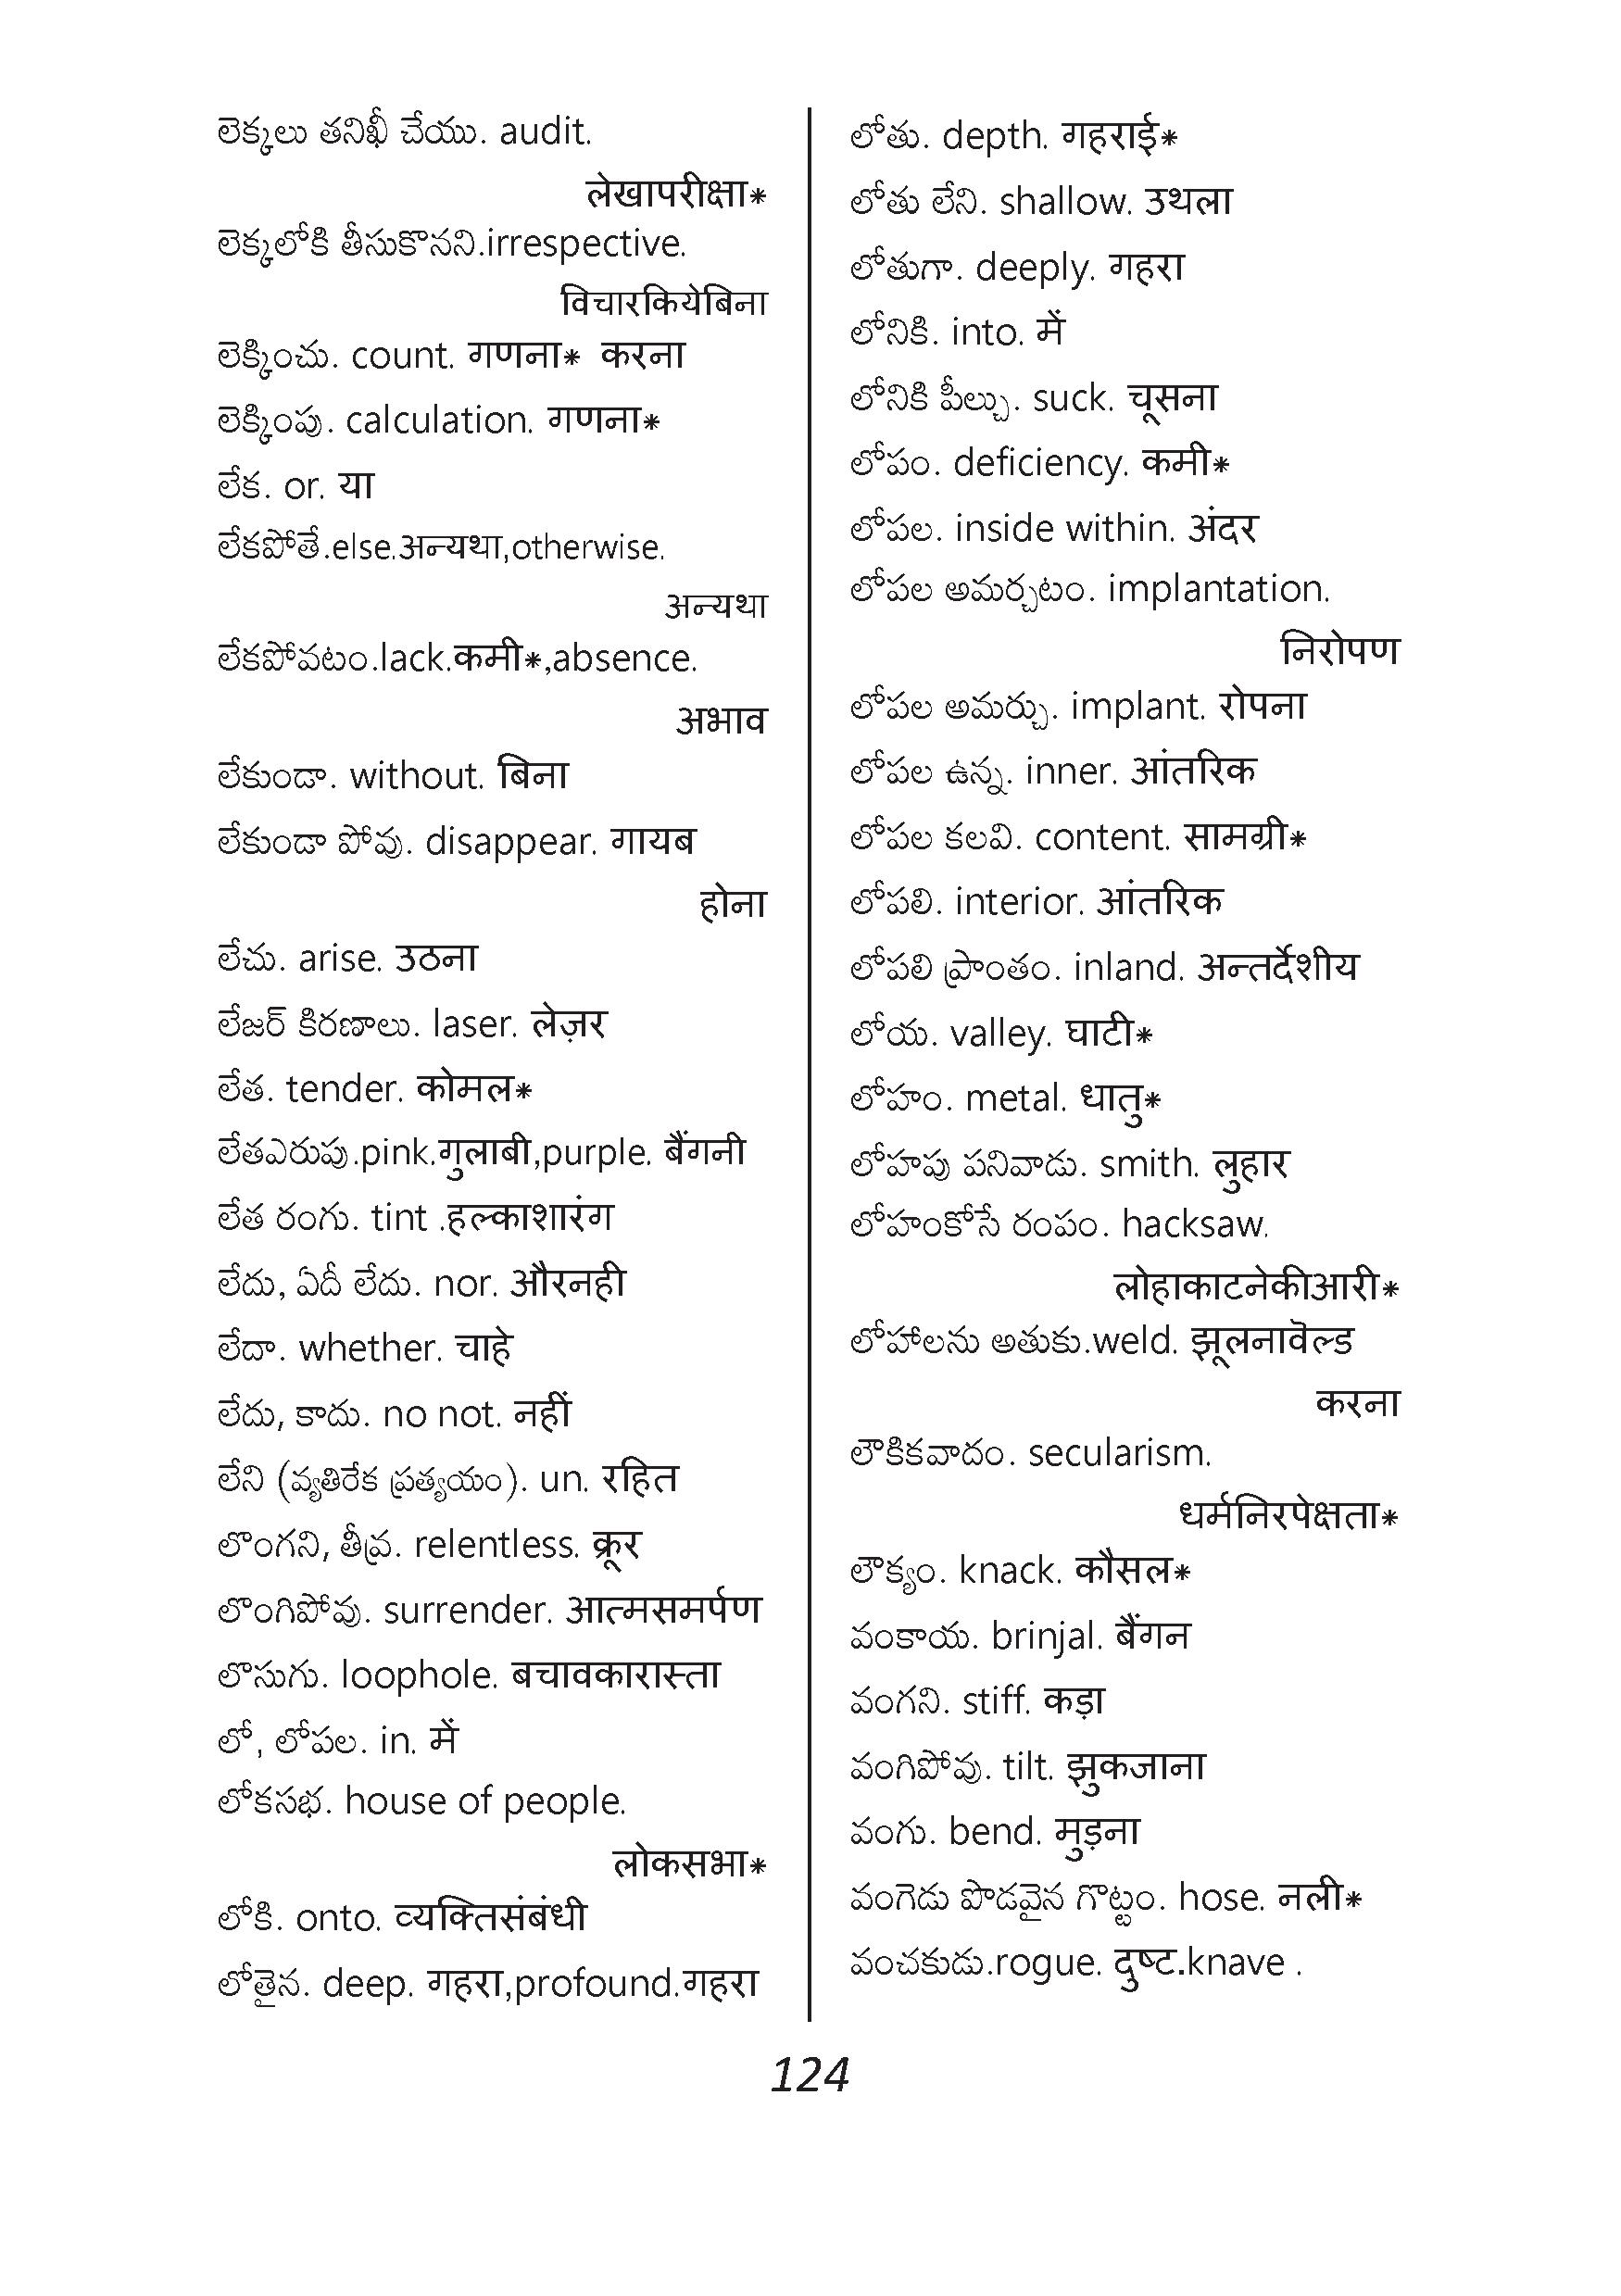 లెక్కలు తనిఖీ చేయు. audit.
लेखापरीक्षा*
లెక్కలోకి తీసుకొనని.irrespective.
विचारकियेबिना
లెక్కించు. count. गणना* करना
లెక్కింపు. calculation. गणना*
లేక. or. या
లేకపోతే.else.अन्यथा,otherwise.
अन्यथा
లేకపోవటం.lack.कमी*,absence.
अभाव
లేకుండా. without. बिना
లేకుండా పోవు. disappear. गायब
होना
లేచు. arise. उठना
లేజర్ కిరణాలు. laser. लेज़र
లేత. tender. कोमल*
లేతఎరుపు.pink.गुलाबी,purple. बैंगनी
లేత రంగు. tint .हल्काशारंग
లేదు, ఏదీ లేదు. nor. औरनही
లేదా. whether. चाहे
లేదు, కాదు. no not. नहीं
లేని (వ్యతిరేక ప్రత్యయం). un. रहित
లొంగని, తీవ్ర. relentless. क्रूर
లొంగిపోవు. surrender. आत्मसमर्पण
లొసుగు. loophole. बचावकारास्ता
లో, లోపల. in. में
లోకసభ. house of people.
लोकसभा*
లోకి. onto. व्यक्तिसंबंधी
లోతైన. deep. गहरा,profound.गहरा
లోతు. depth. गहराई*
లోతు లేని. shallow. उथला
లోతుగా. deeply. गहरा
లోనికి. into. में
లోనికి పీల్చు. suck. चूसना
లోపం. deficiency. कमी*
లోపల. inside within. अंदर
లోపల అమర్చటం. implantation.
निरोपण
లోపల అమర్చు. implant. रोपना
లోపల ఉన్న. inner. आंतरिक
లోపల కలవి. content. सामग्री*
లోపలి. interior. आंतरिक
లోపలి ప్రాంతం. inland. अन्तर्देशीय
లోయ. valley. घाटी*
లోహం. metal. धातु*
లోహపు పనివాడు. smith. लुहार
లోహంకోసే రంపం. hacksaw.
लोहाकाटनेकीआरी*
లోహాలను అతుకు.weld. झूलनावॆल्ड
करना
లౌకికవాదం. secularism.
धर्मनिरपेक्षता*
లౌక్యం. knack. कौसल*
వంకాయ. brinjal. बैंगन
వంగని. stiff. कड़ा
వంగిపోవు. tilt. झुकजाना
వంగు. bend. मुड़ना
వంగెడు పొడవైన గొట్టం. hose. नली*
వంచకుడు.rogue. दुष्ट.knave .
124